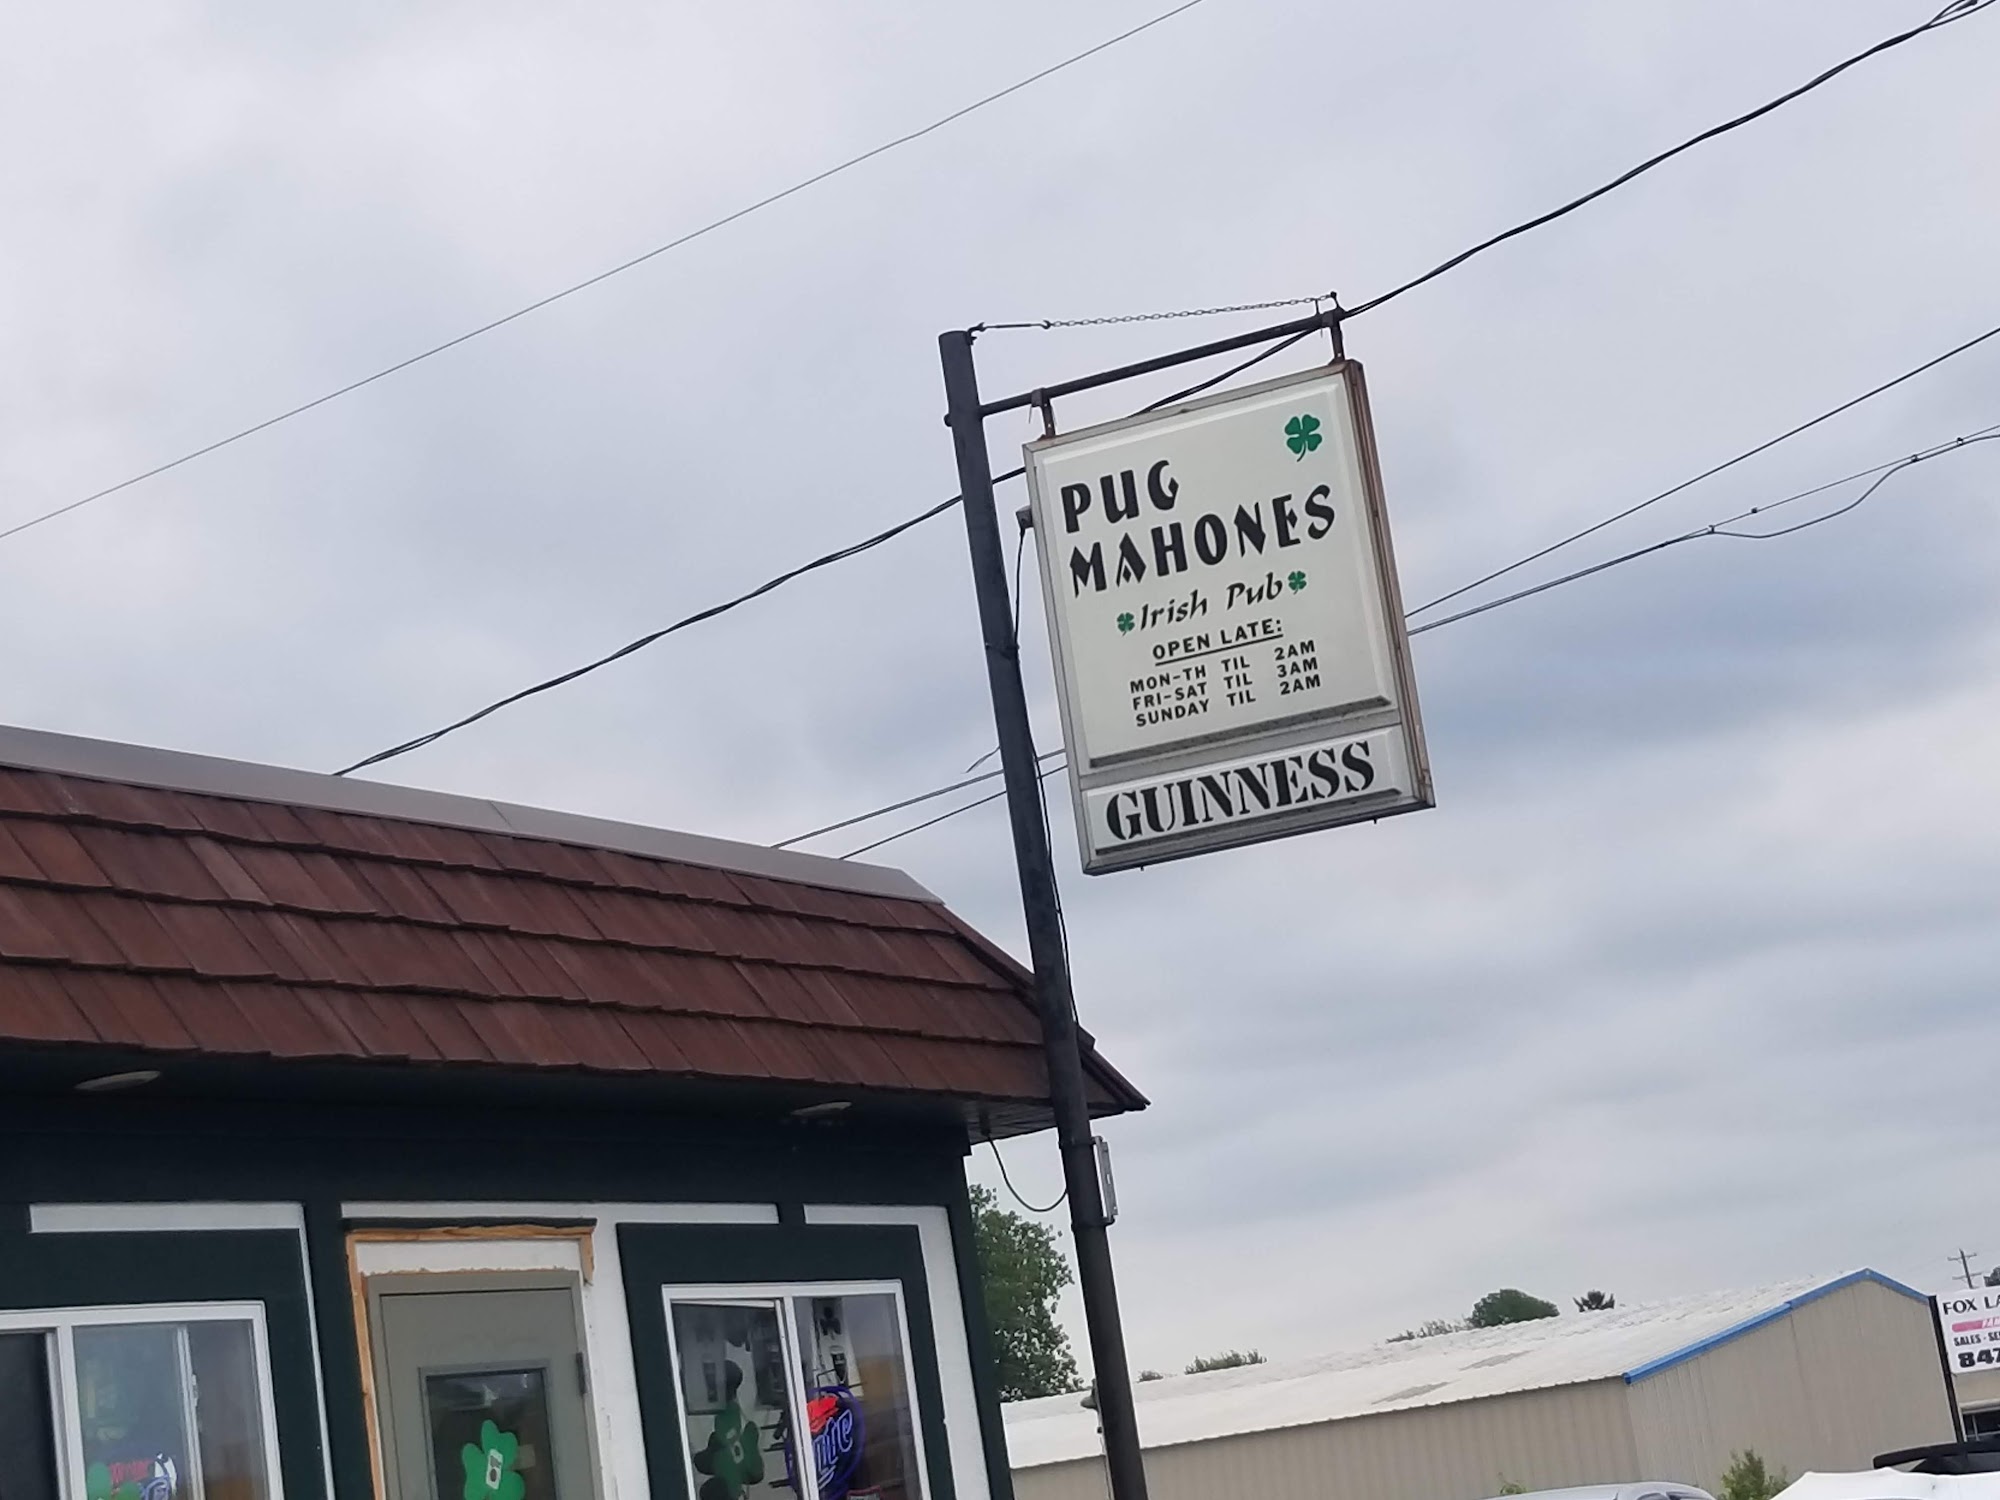 PUG
MAHONES
Irish Pub
OPEN LATE:
MON-TH TIL 2AM
FRI-SAT TIL 3AM
SUNDAY TIL 2AM
GUINNESS
FOX
SALES
847